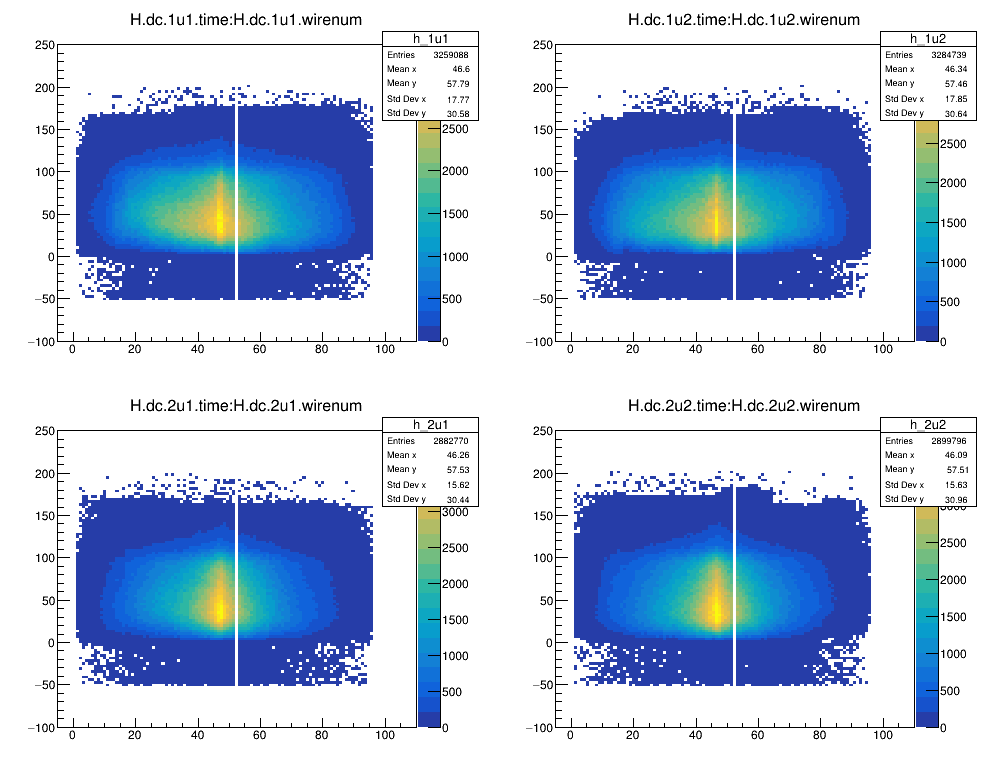 H.dc.1u1.time:H.dc.1u1.wirenum
h_1u1
Entries 3259088
Mean x 46.6
Mean y 57.79
Std Dev x 17.77
Std Dev y 30.58
250
200
150
100
50
0
−50
−100
0 20 40 60 80 100
2500
2000
1500
1000
500
0
H.dc.1u2.time:H.dc.1u2.wirenum
h_1u2
Entries 3284739
Mean x 46.34
Mean y 57.46
Std Dev x 17.85
Std Dev y 30.64
250
200
150
100
50
0
−50
−100
0 20 40 60 80 100
2500
2000
1500
1000
500
0
H.dc.2u1.time:H.dc.2u1.wirenum
h_2u1
Entries 2882770
Mean x 46.26
Mean y 57.53
Std Dev x 15.62
Std Dev y 30.44
250
200
150
100
50
0
−50
−100
0 20 40 60 80 100
3000
2500
2000
1500
1000
500
0
H.dc.2u2.time:H.dc.2u2.wirenum
h_2u2
Entries 2899796
Mean x 46.09
Mean y 57.51
Std Dev x 15.63
Std Dev y 30.96
250
200
150
100
50
0
−50
−100
0 20 40 60 80 100
3000
2500
2000
1500
1000
500
0